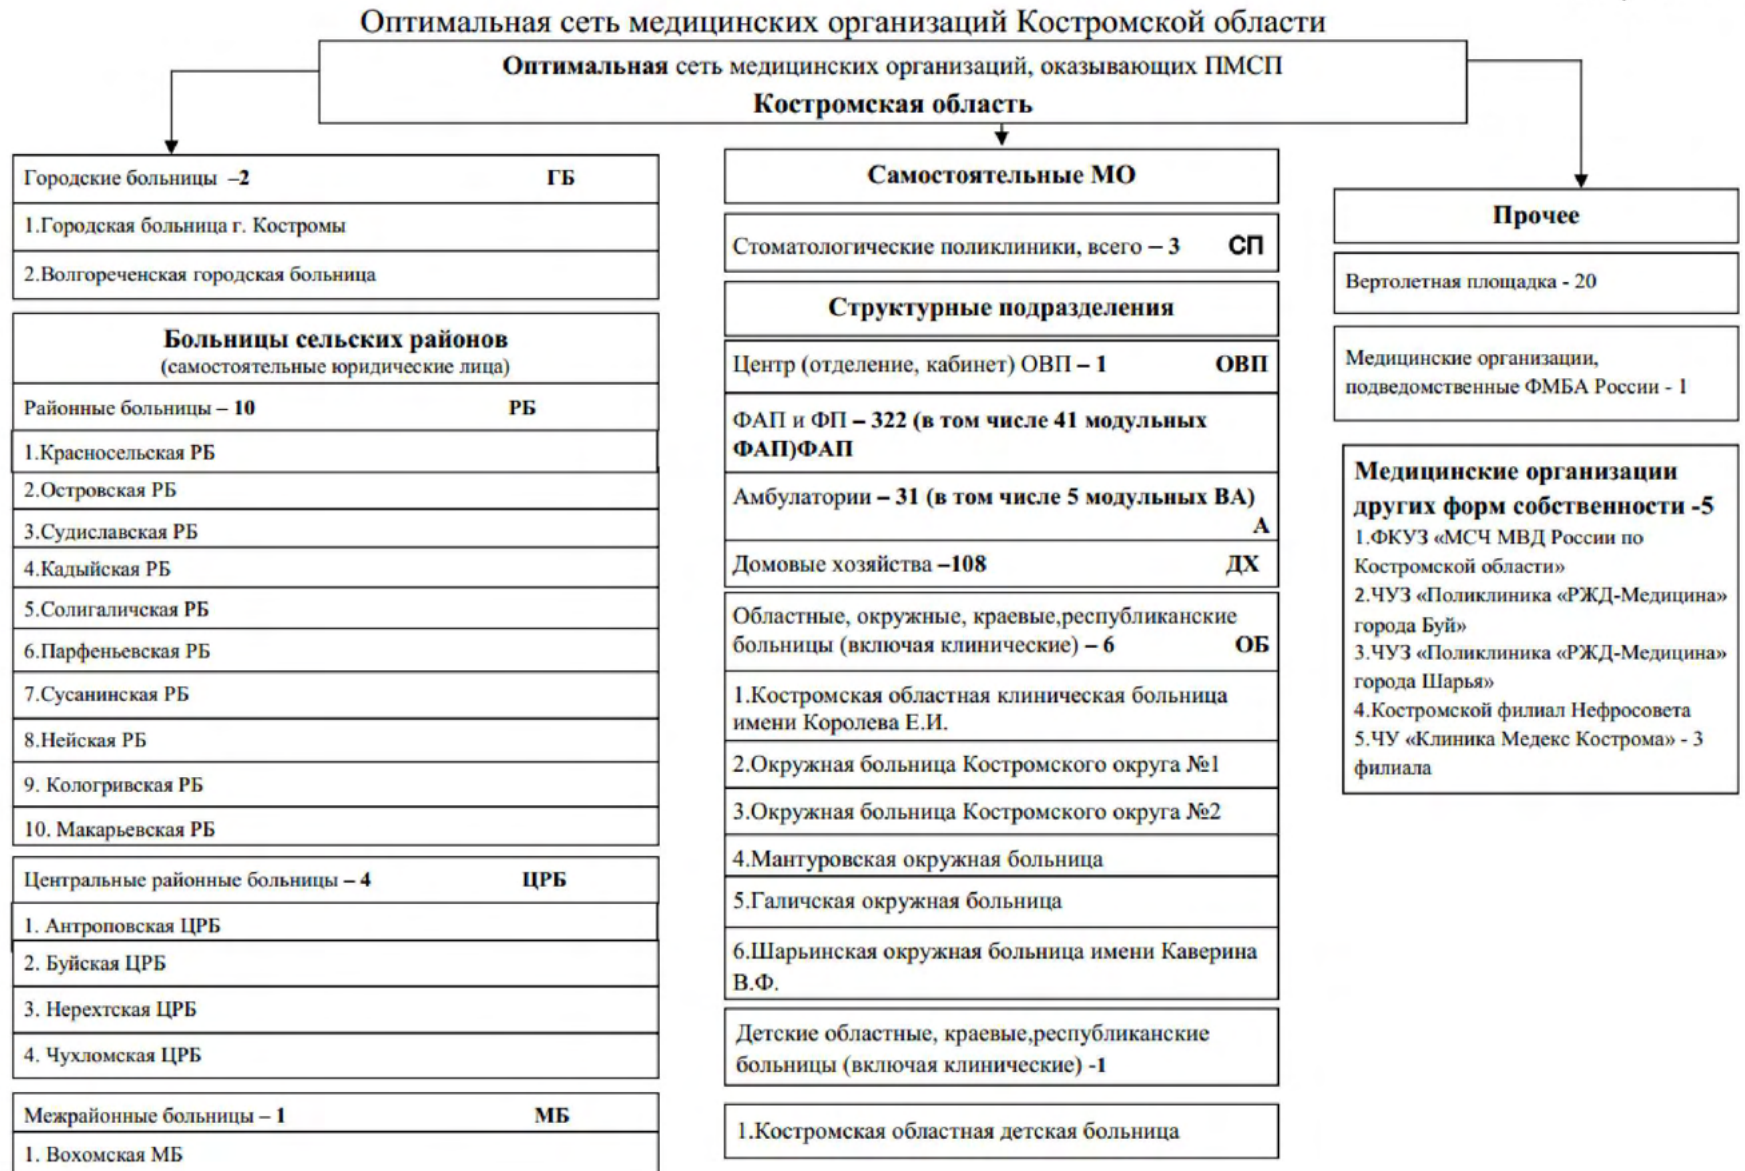 Оптимальная сеть медицинских организаций Костромской области
Оптимальная сеть медицинских организаций, оказывающих ПМСП
Костромская область
Городские больницы –2 ГБ
1.Городская больница г. Костромы
2.Волгореченская городская больница
Больницы сельских районов
(самостоятельные юридические лица)
Районные больницы – 10 РБ
1.Красносельская РБ
2.Островская РБ
3.Судиславская РБ
4.Кадыйская РБ
5.Солигаличская РБ
6.Парфеньевская РБ
7.Сусанинская РБ
8.Нейская РБ
9. Кологривская РБ
10. Макарьевская РБ
Центральные районные больницы – 4 ЦРБ
1. Антроповская ЦРБ
2. Буйская ЦРБ
3. Нерехтская ЦРБ
4. Чухломская ЦРБ
Межрайонные больницы – 1 МБ
1. Вохомская МБ
Самостоятельные МО
Стоматологические поликлиники, всего – 3 СП
Структурные подразделения
Центр (отделение, кабинет) ОВП – 1 ОВП
ФАП и ФП – 322 (в том числе 41 модульных
ФАП)ФАП
Амбулатории – 31 (в том числе 5 модульных ВА)
А
Домовые хозяйства –108 ДХ
Областные, окружные, краевые,республиканские
больницы (включая клинические) – 6 ОБ
1.Костромская областная клиническая больница
имени Королева Е.И.
2.Окружная больница Костромского округа №1
3.Окружная больница Костромского округа №2
4.Мантуровская окружная больница
5.Галичская окружная больница
6.Шарьинская окружная больница имени Каверина
В.Ф.
Детские областные, краевые,республиканские
больницы (включая клинические) -1
1.Костромская областная детская больница
Прочее
Вертолетная площадка - 20
Медицинские организации,
подведомственные ФМБА России - 1
Медицинские организации
других форм собственности -5
1.ФКУЗ «МСЧ МВД России по
Костромской области»
2.ЧУЗ «Поликлиника «РЖД-Медицина»
города Буй»
3.ЧУЗ «Поликлиника «РЖД-Медицина»
города Шарья»
4.Костромской филиал Нефросовета
5.ЧУ «Клиника Медекс Кострома» - 3
филиала